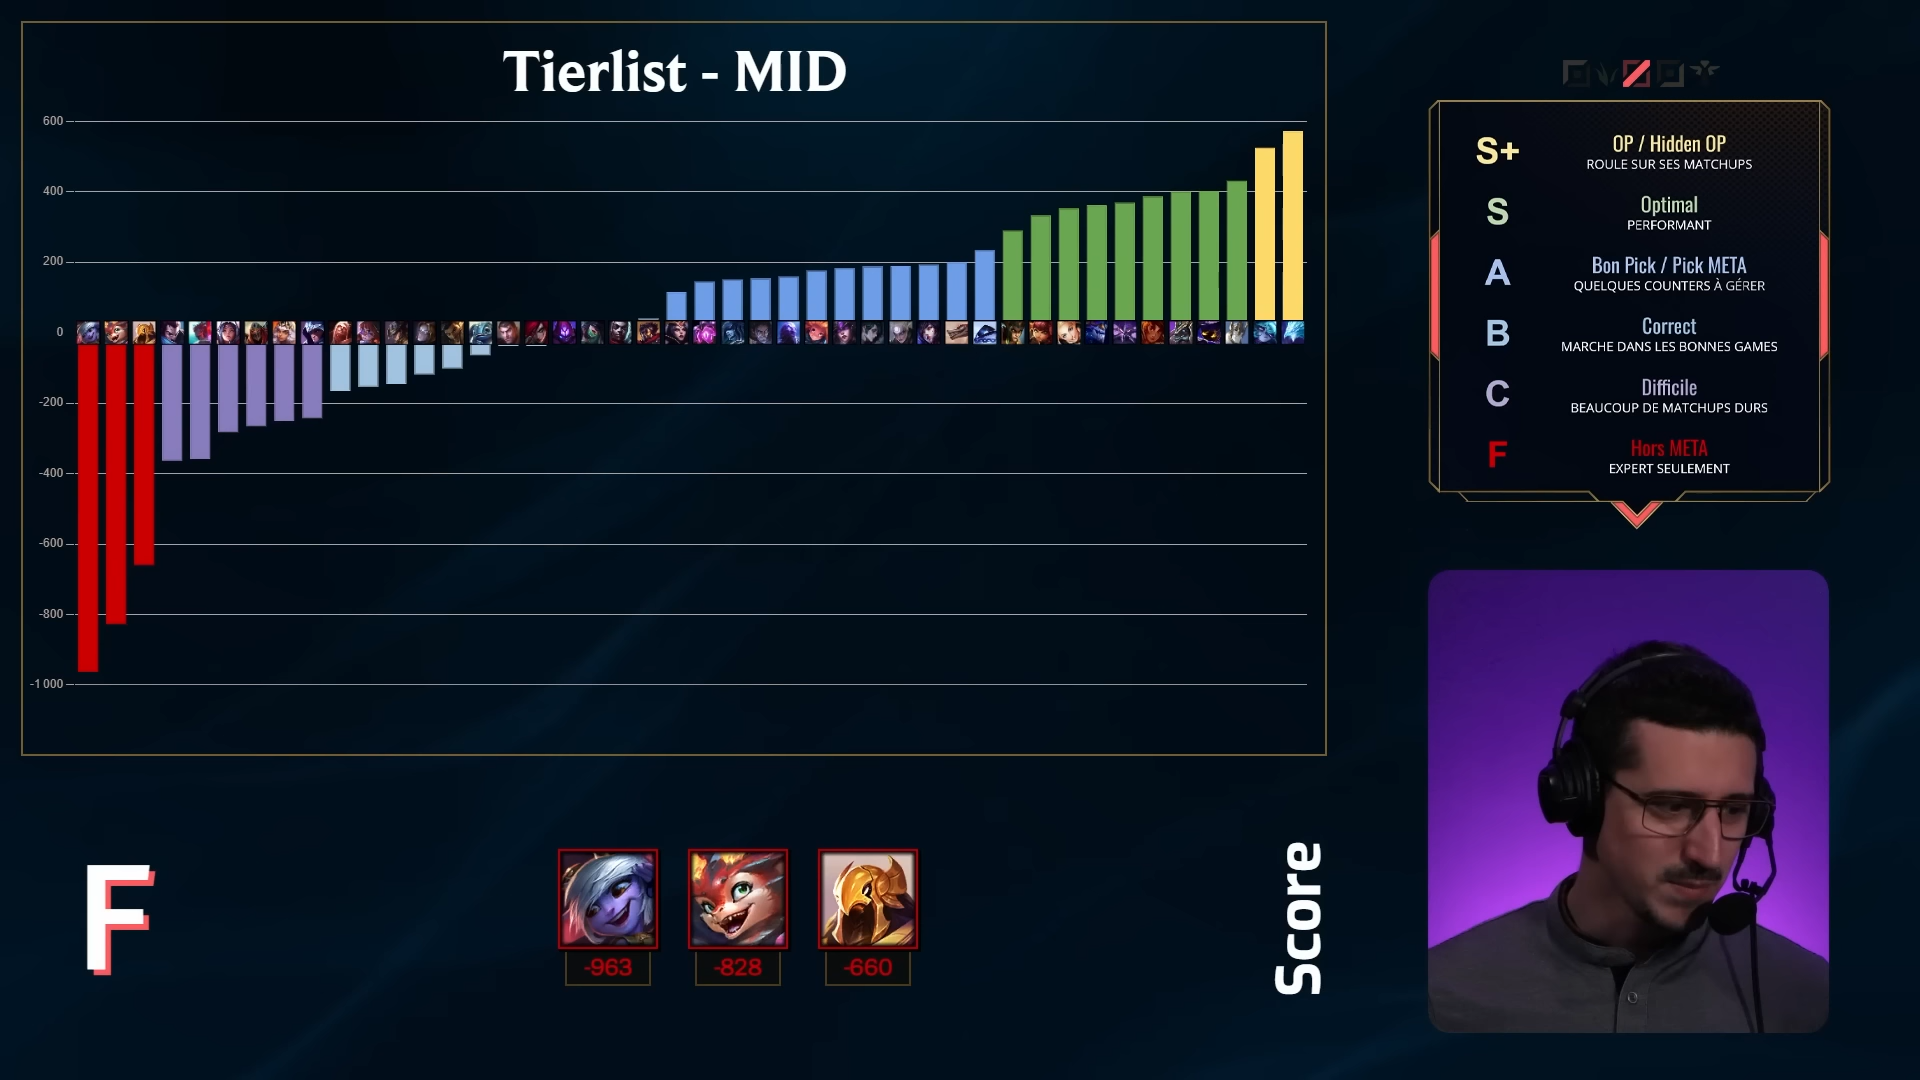 Tierlist - MID
600
400
200
0
-200
-400
-600
-800
-1 000
S+
OP / Hidden OP
ROULE SUR SES MATCHUPS
S
Optimal
PERFORMANT
A
Bon Pick / Pick META
QUELQUES COUNTERS À GÉRER
B
Correct
MARCHE DANS LES BONNES GAMES
C
Difficile
BEAUCOUP DE MATCHUPS DURS
F
Hors META
EXPERT SEULEMENT
F
-963
-828
-660
Score